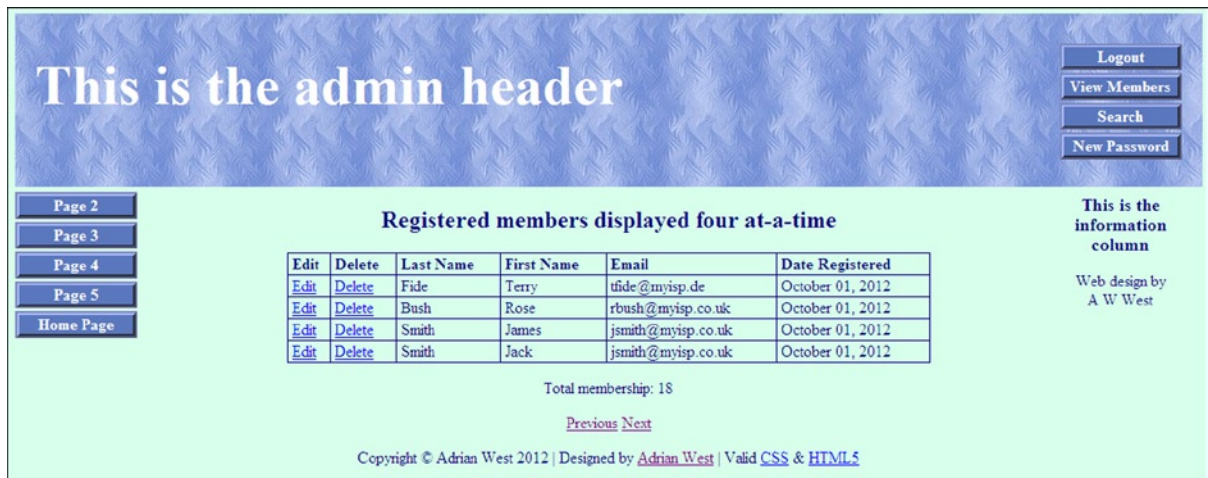 This is the admin header
Logout
View Members
Search
New Password
Page 2
Page 3
Page 4
Page 5
Home Page
Registered members displayed four at-a-time
Edit Delete Last Name First Name Email Date Registered
Edit Delete Fide Terry tfide@myisp.de October 01, 2012
Edit Delete Bush Rose rbush@myisp.co.uk October 01, 2012
Edit Delete Smith James jsmith@myisp.co.uk October 01, 2012
Edit Delete Smith Jack jsmith@myisp.co.uk October 01, 2012
Total membership: 18
Previous Next
This is the
information
column
Web design by
A W West
Copyright © Adrian West 2012 | Designed by Adrian West | Valid CSS & HTML5